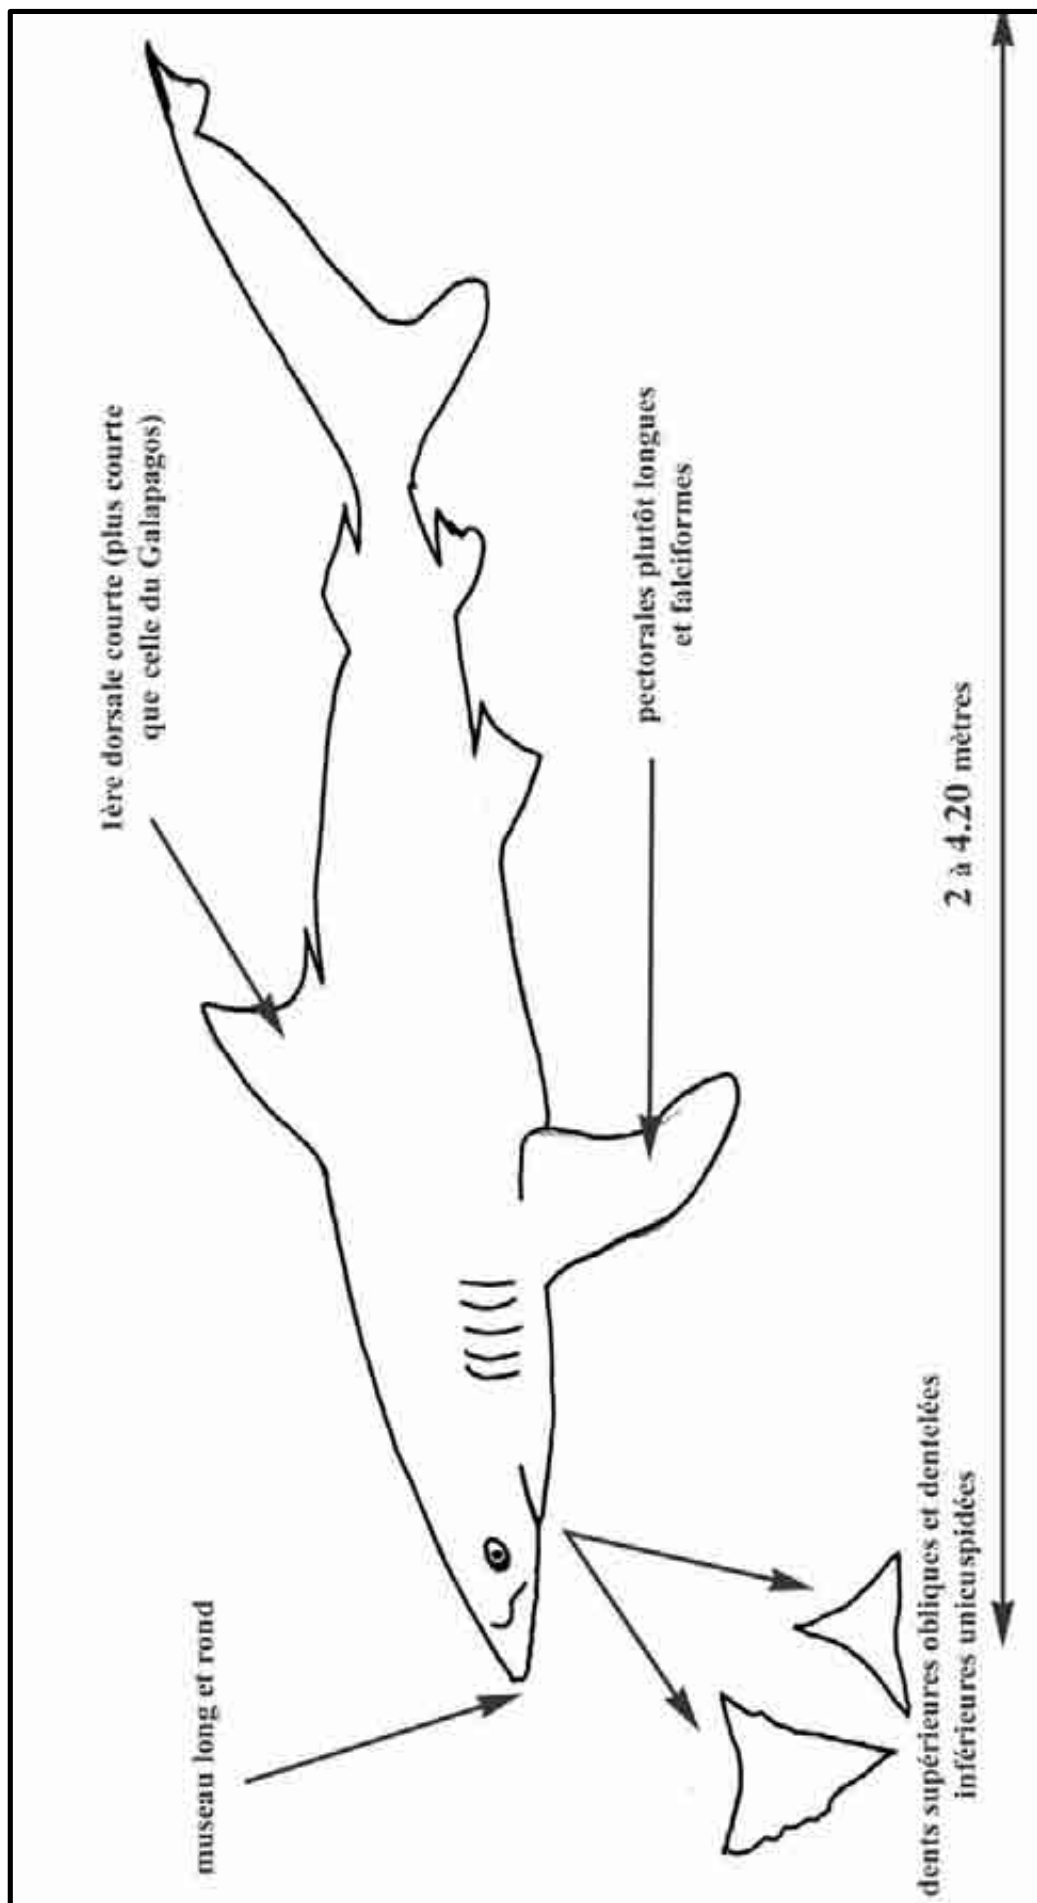 1ère dorsale courte (plus courte
que celle du Galapagos)
museau long et rond
pectorales plutôt longues
et falciformes
2 à 4.20 mètres
dents supérieures obliques et dentelées
inférieures unicuspidées